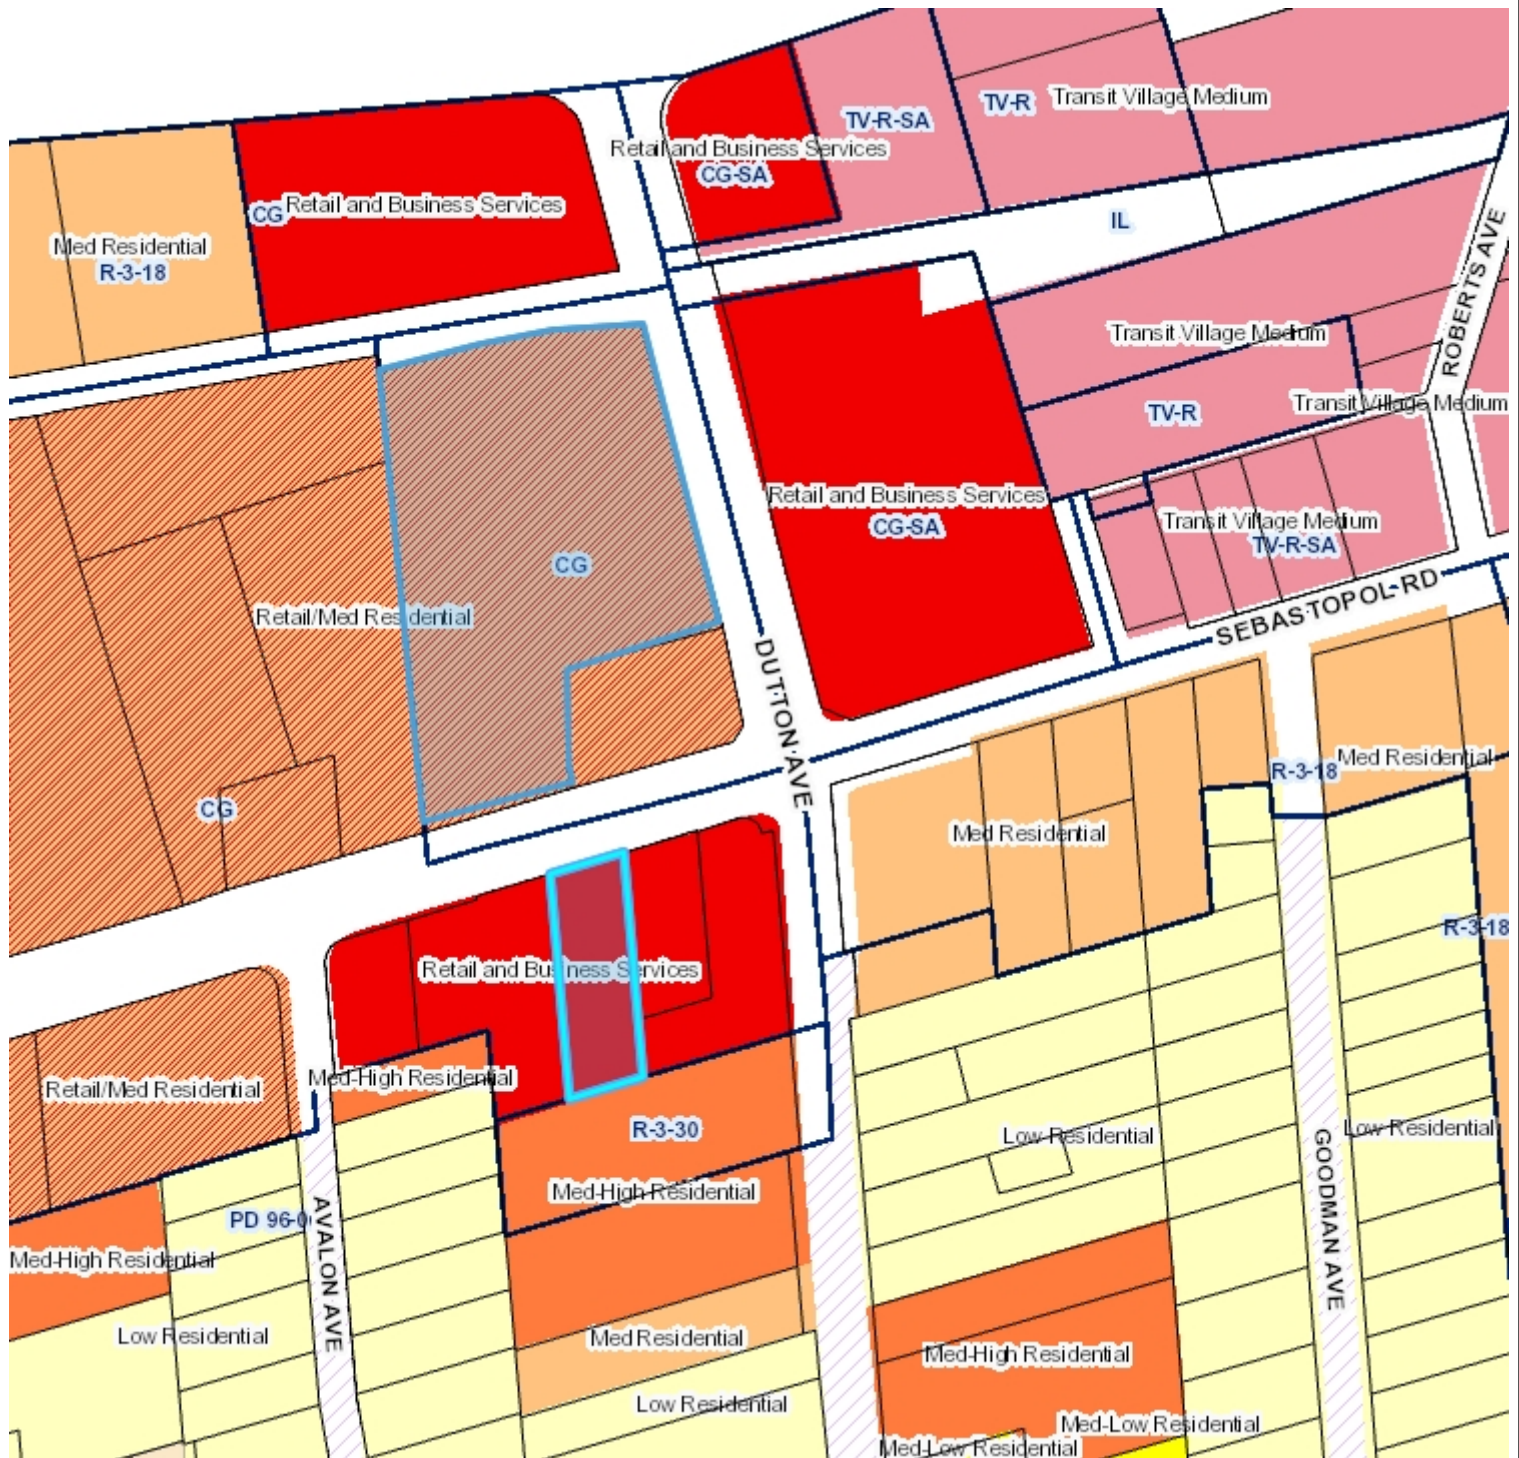 Transit Village Medium
TV-R
TV-R-SA
Retail and Business Services
CG-SA
CG
Retail and Business Services
Med Residential
R-3-18
IL
ROBERTS AVE
Transit Village Medium
Transit Village Medium
TV-R
Retail and Business Services
CG-SA
Transit Village Medium
TV-R-SA
CG
SEBASTOPOL RD
Retail/Med Residential
DUTTON AVE
CG
R-3-18
Med Residential
Med Residential
R-3-18
Retail and Business Services
Med-High Residential
Retail/Med Residential
R-3-30
Low Residential
Low Residential
GOODMAN AVE
Med-High Residential
PD 96-0
AVALON AVE
Med-High Residential
Low Residential
Med Residential
Med-High Residential
Low Residential
Med-Low Residential
Med-Low Residential